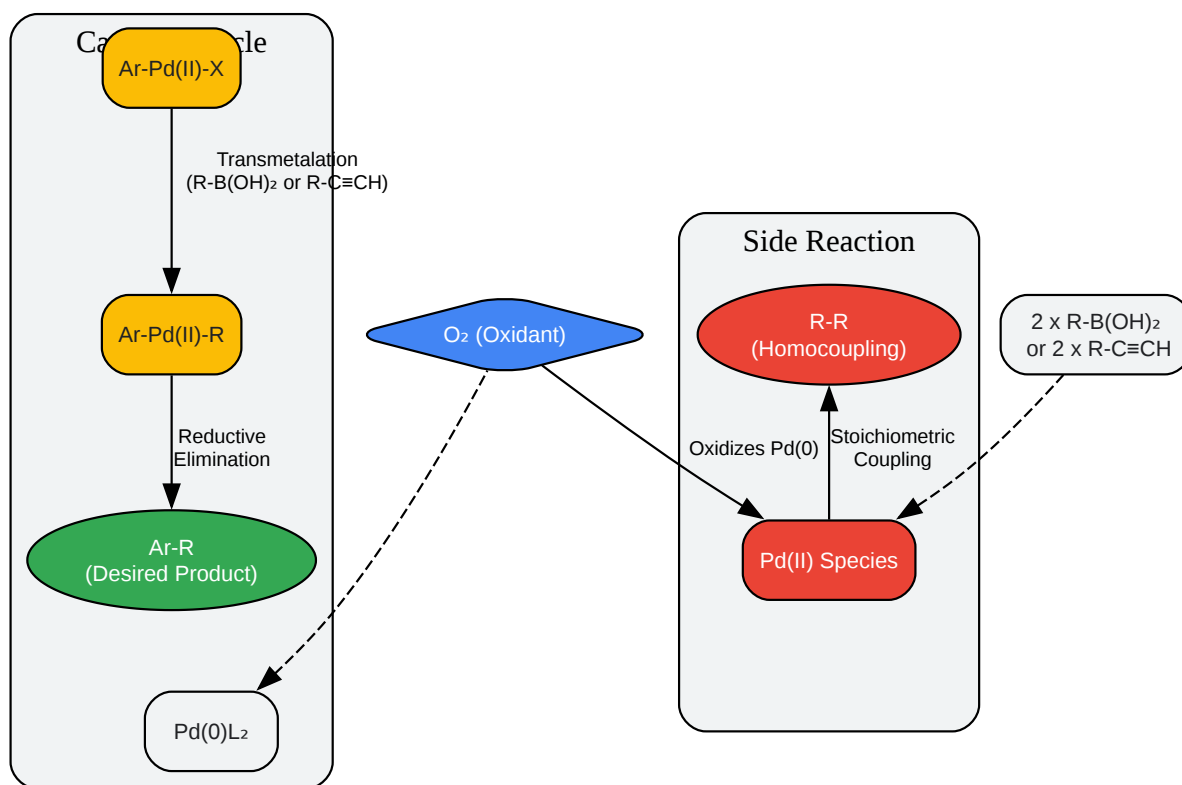 Ar-Pd(II)-X
Transmetalation
(R-B(OH)₂ or R-C≡CH)
Ar-Pd(II)-R
Reductive
Elimination
Ar-R
(Desired Product)
Pd(0)L₂
O₂ (Oxidant)
Oxidizes Pd(0)
Side Reaction
R-R
(Homocoupling)
Stoichiometric
Coupling
Pd(II) Species
2 x R-B(OH)₂
or 2 x R-C≡CH